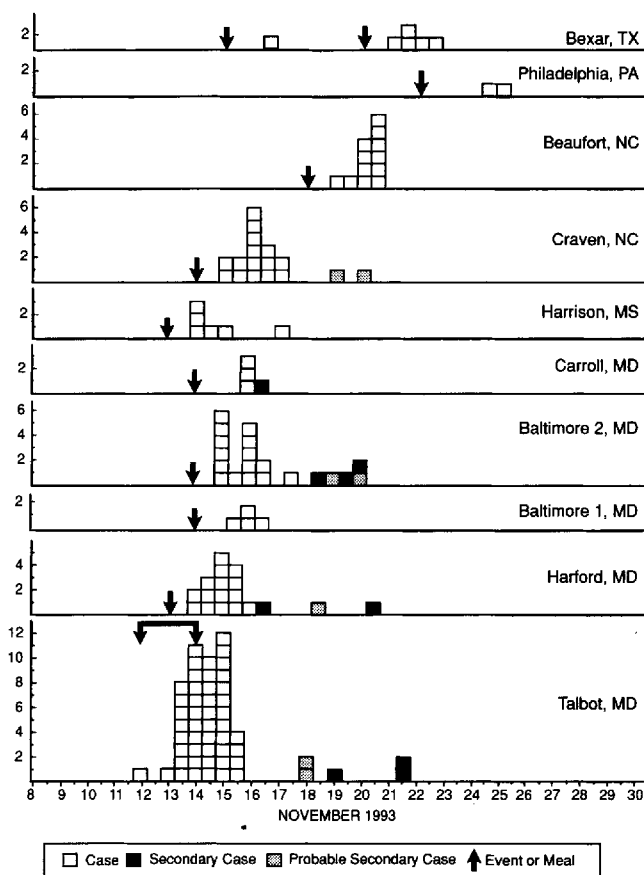 2
Bexar, TX
2
Philadelphia, PA
6
4
2
Beaufort, NC
6
4
2
Craven, NC
2
Harrison, MS
2
Carroll, MD
6
4
2
Baltimore 2, MD
2
Baltimore 1, MD
4
2
Harford, MD
12
10
8
6
4
2
Talbot, MD
8 9 10 11 12 13 14 15 16 17 18 19 20 21 22 23 24 25 26 27 28 29 30
NOVEMBER 1993
Case Secondary Case Probable Secondary Case Event or Meal